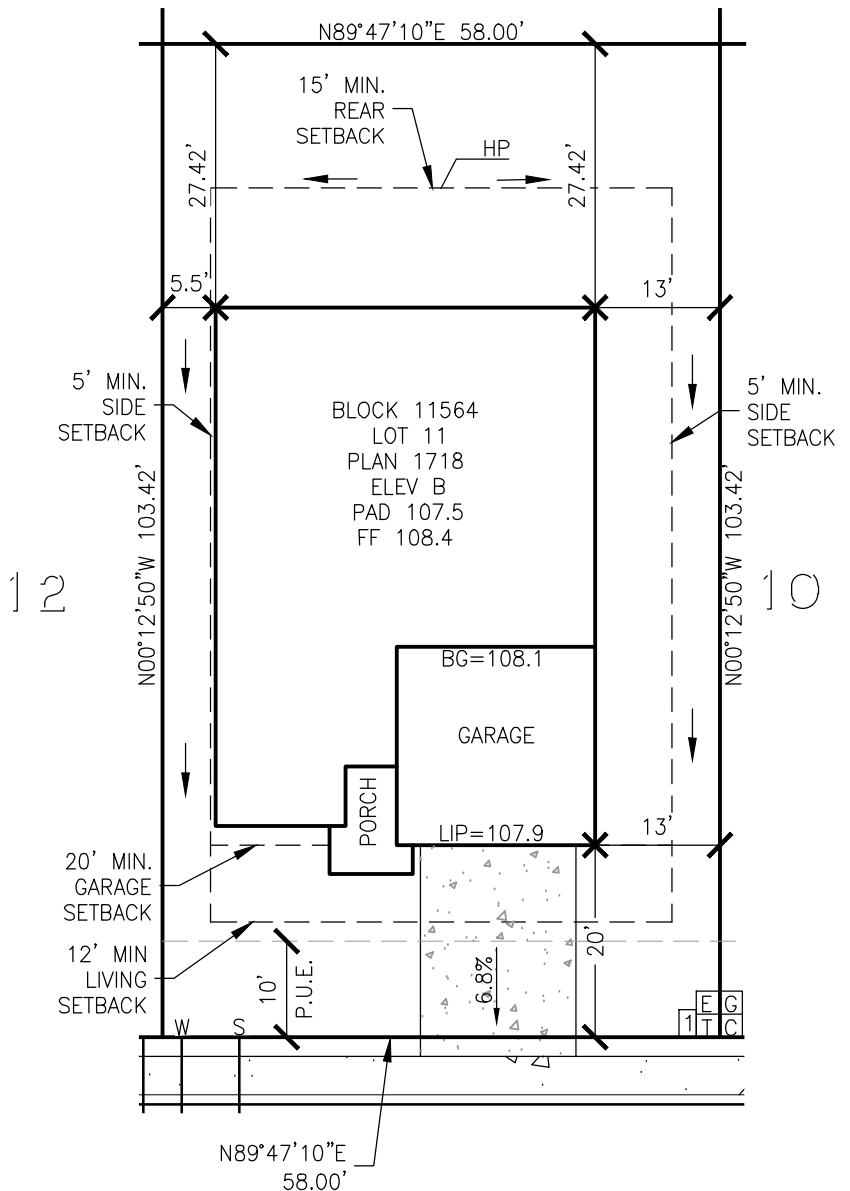 N89°47'10"E 58.00'
15' MIN.
REAR
SETBACK
HP
27.42'
27.42'
5.5'
13'
5' MIN.
SIDE
SETBACK
5' MIN.
SIDE
SETBACK
BLOCK 11564
LOT 11
PLAN 1718
ELEV B
PAD 107.5
FF 108.4
N00°12'50"W 103.42'
N00°12'50"W 103.42'
12
10
BG=108.1
GARAGE
PORCH
LIP=107.9
13'
20' MIN.
GARAGE
SETBACK
12' MIN
LIVING
SETBACK
10'
P.U.E.
6.8%
20'
W
S
E G
1 T C
N89°47'10"E
58.00'